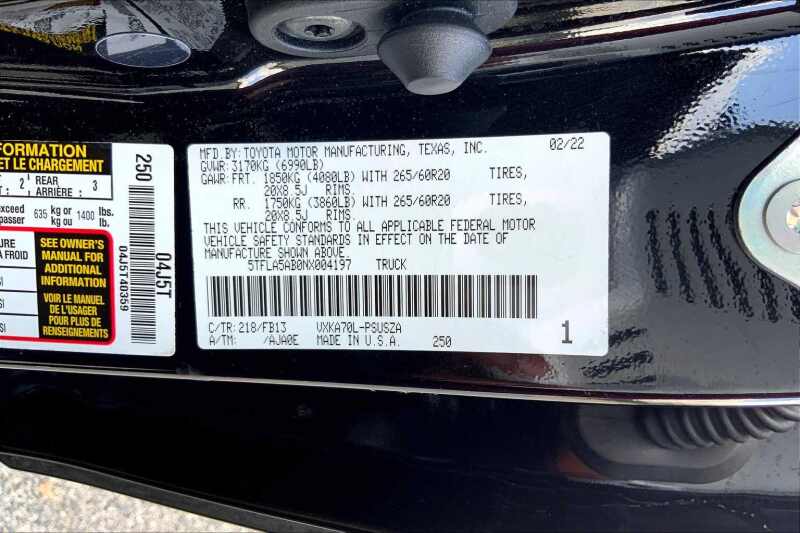 FORMATION
ET LE CHARGEMENT
2 REAR 3
ARRIÈRE :
exceed 635 kg or 1400 lbs.
kg ou lb.
SEE OWNER'S
MANUAL FOR
ADDITIONAL
INFORMATION
VOIR LE MANUEL
DE L'USAGER
POUR PLUS DE
RENSEIGNEMENTS
250
04J5T
04J5T4D359
MFD.BY:TOYOTA MOTOR MANUFACTURING, TEXAS, INC. 02/22
GVWR: 3170KG (6990LB)
GAWR: FRT. 1850KG (4080LB) WITH 265/60R20 TIRES,
20X8.5J RIMS.
RR. 1750KG (3860LB) WITH 265/60R20 TIRES,
20X8.5J RIMS.
THIS VEHICLE CONFORMS TO ALL APPLICABLE FEDERAL MOTOR
VEHICLE SAFETY STANDARDS IN EFFECT ON THE DATE OF
MANUFACTURE SHOWN ABOVE.
5TFLA5AB0NX004197 TRUCK
C/TR:218/FB13 VXKA70L-PSUSZA
A/TM: /AJA0E MADE IN U.S.A. 250 1